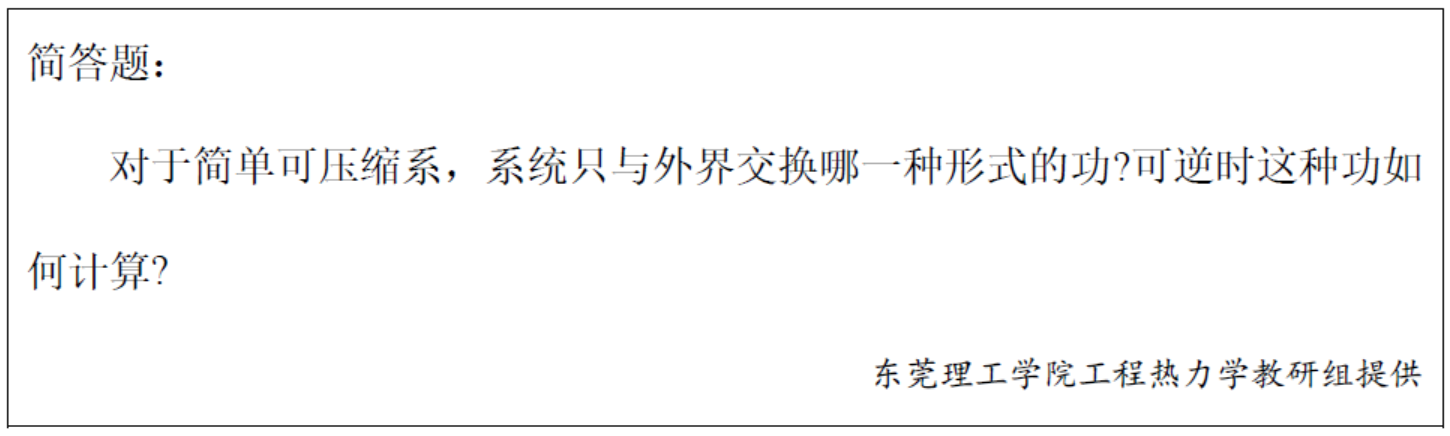 简答题：
对于简单可压缩系，系统只与外界交换哪一种形式的功?可逆时这种功如
何计算?
东莞理工学院工程热力学教研组提供